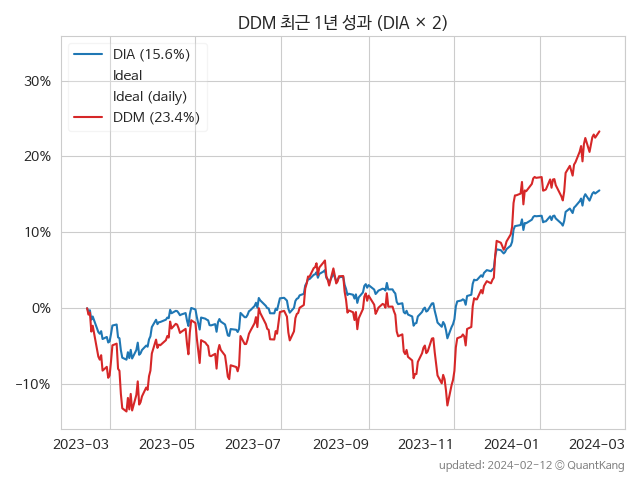 DDM 최근 1년 성과 (DIA × 2)
DIA (15.6%)
Ideal
Ideal (daily)
DDM (23.4%)
30%
20%
10%
0%
−10%
2023−03
2023−05
2023−07
2023−09
2023−11
2024−01
2024−03
updated: 2024-02-12 © QuantKang